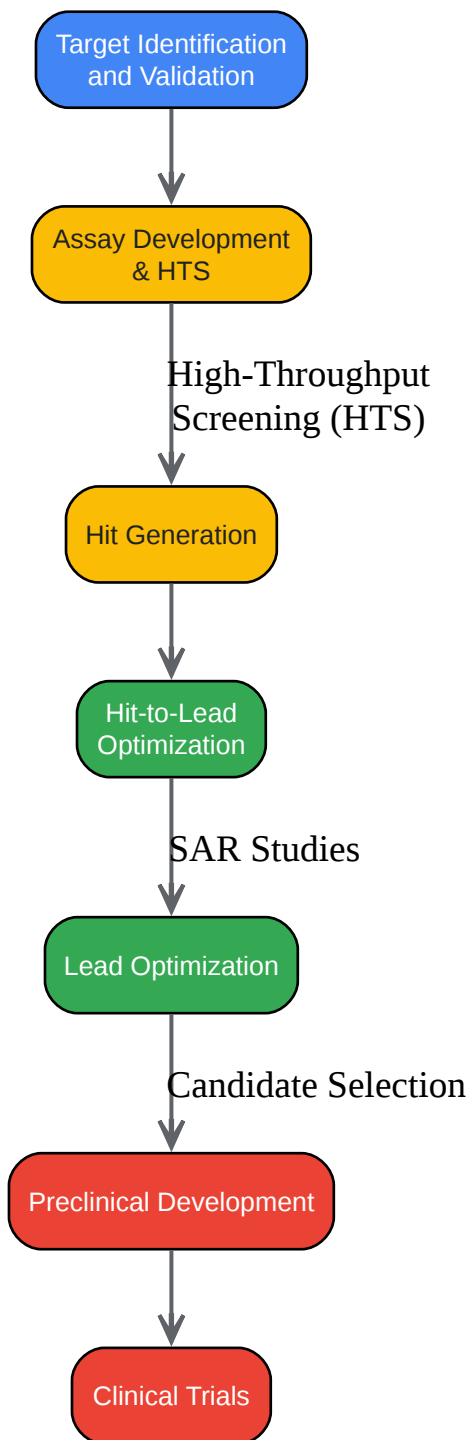 Target Identification
and Validation
Assay Development
& HTS
High-Throughput
Screening (HTS)
Hit Generation
Hit-to-Lead
Optimization
SAR Studies
Lead Optimization
Candidate Selection
Preclinical Development
Clinical Trials